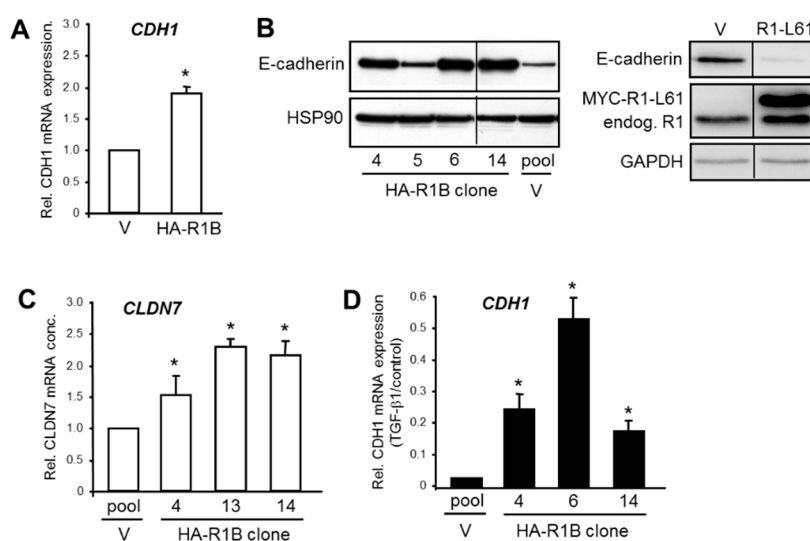 A
CDH1
Rel. CDH1 mRNA expression.
3.0
2.5
2.0
1.5
1.0
0.5
0
*
V HA-R1B
B
E-cadherin
HSP90
4 5 6 14 pool
HA-R1B clone V
V R1-L61
E-cadherin
MYC-R1-L61
endog. R1
GAPDH
C
CLDN7
Rel. CLDN7 mRNA conc.
3.0
2.5
2.0
1.5
1.0
0.5
0
* * *
pool 4 13 14
V HA-R1B clone
D
CDH1
Rel. CDH1 mRNA expression
(TGF-β1/control)
0.6
0.5
0.4
0.3
0.2
0.1
0
* * *
pool 4 6 14
V HA-R1B clone